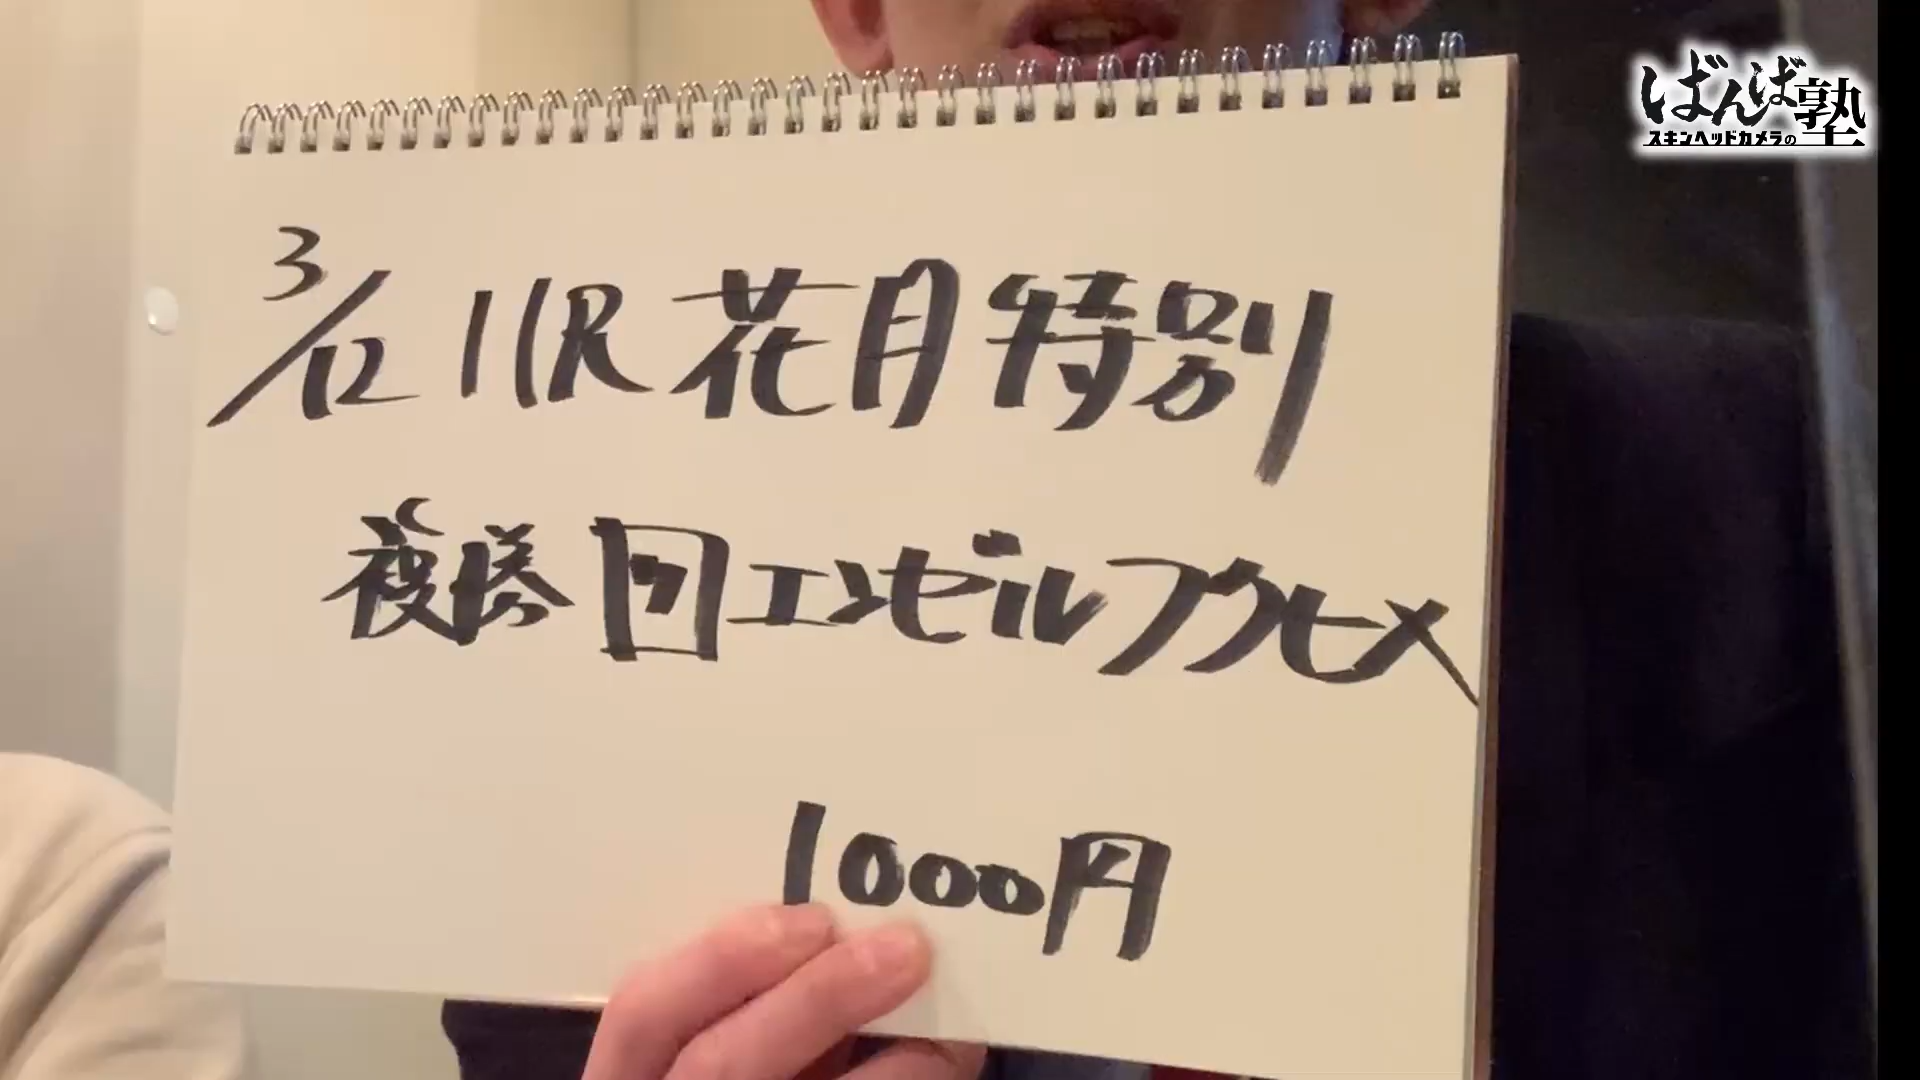 ばんば塾
スキンヘッドカメラの
3/12 11R 花月特別
複勝 7 エンゼルフクヒメ
1000円